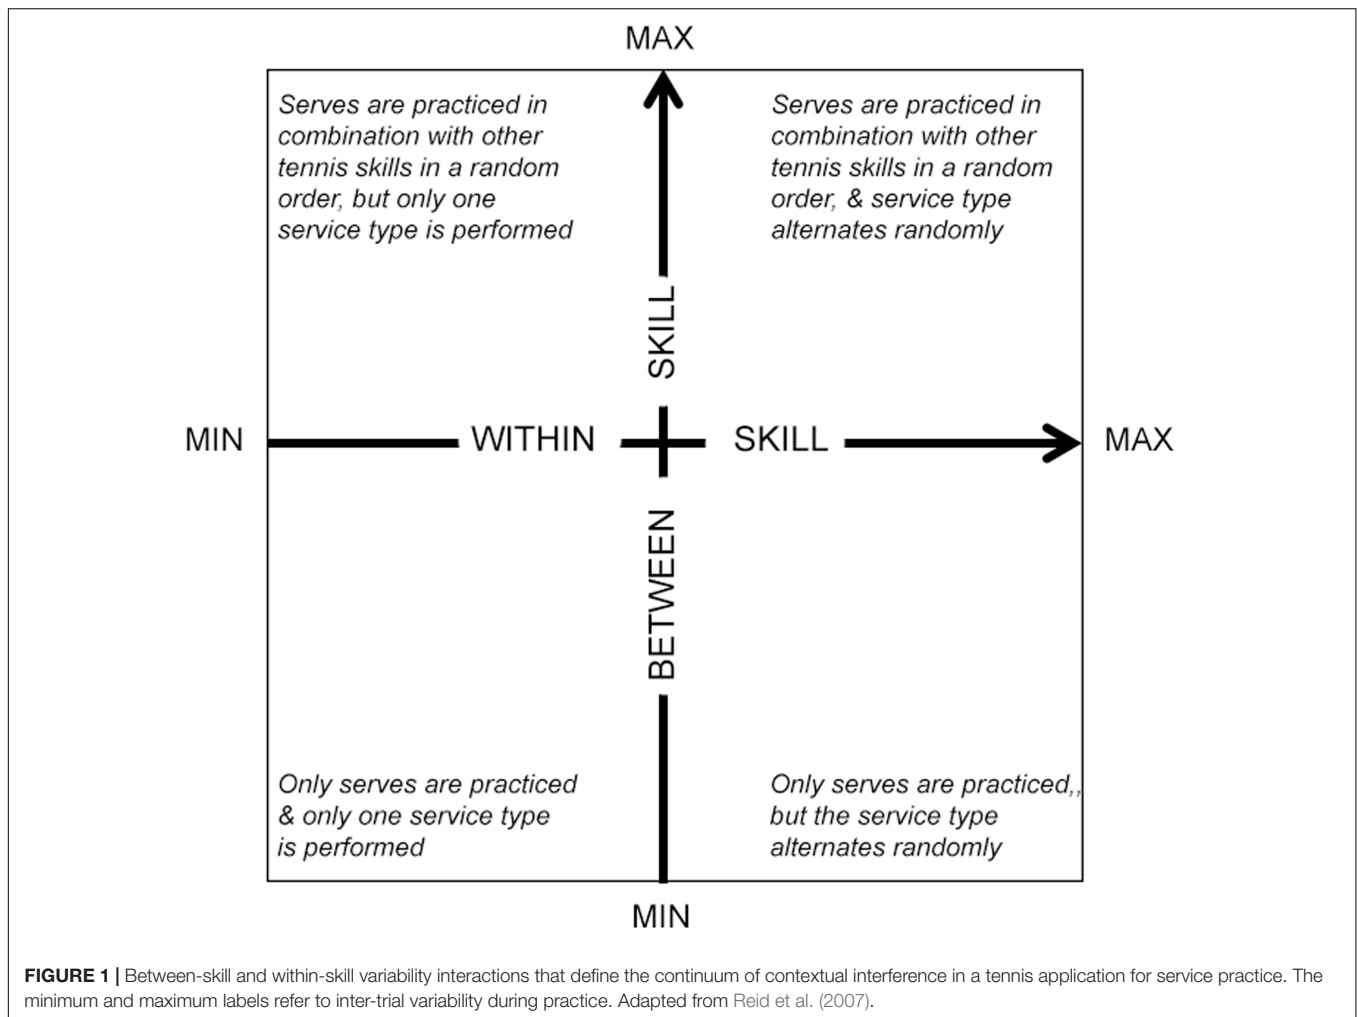 MAX
Serves are practiced in
combination with other
tennis skills in a random
order, but only one
service type is performed
Serves are practiced in
combination with other
tennis skills in a random
order, & service type
alternates randomly
SKILL
MIN
WITHIN
SKILL
MAX
BETWEEN
Only serves are practiced
& only one service type
is performed
Only serves are practiced,,
but the service type
alternates randomly
MIN
FIGURE 1 | Between-skill and within-skill variability interactions that define the continuum of contextual interference in a tennis application for service practice. The
minimum and maximum labels refer to inter-trial variability during practice. Adapted from Reid et al. (2007).